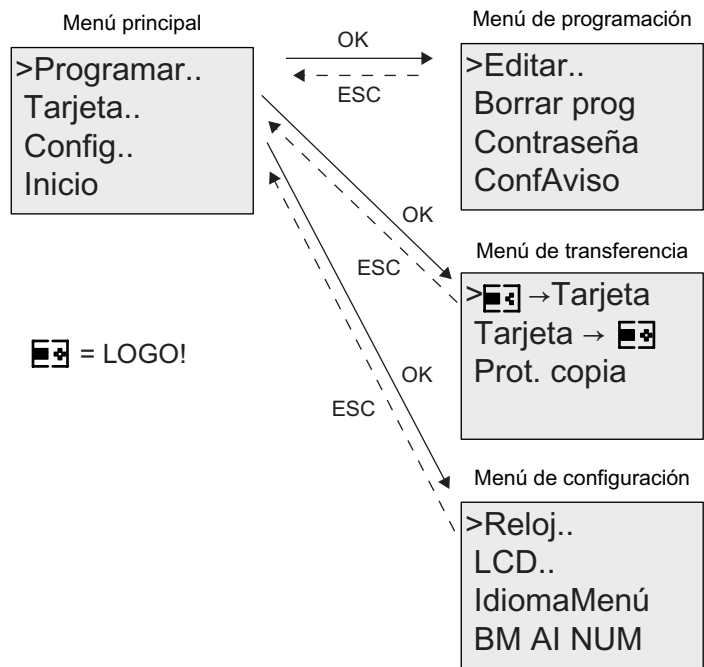 Menú principal
>Programar..
Tarjeta..
Config..
Inicio
OK
ESC
Menú de programación
>Editar..
Borrar prog
Contraseña
ConfAviso
OK
ESC
Menú de transferencia
> →Tarjeta
Tarjeta →
Prot. copia
= LOGO!
OK
ESC
Menú de configuración
>Reloj..
LCD..
IdiomaMenú
BM AI NUM